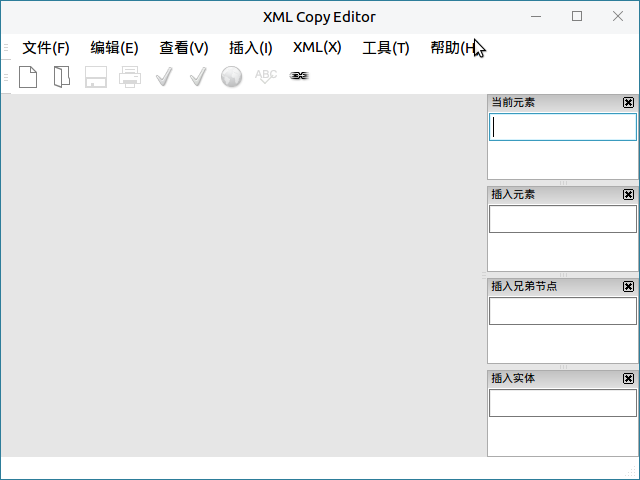 XML Copy Editor
文件(F) 编辑(E) 查看(V) 插入(I) XML(X) 工具(T) 帮助(H)
ABC
当前元素
插入元素
插入兄弟节点
插入实体